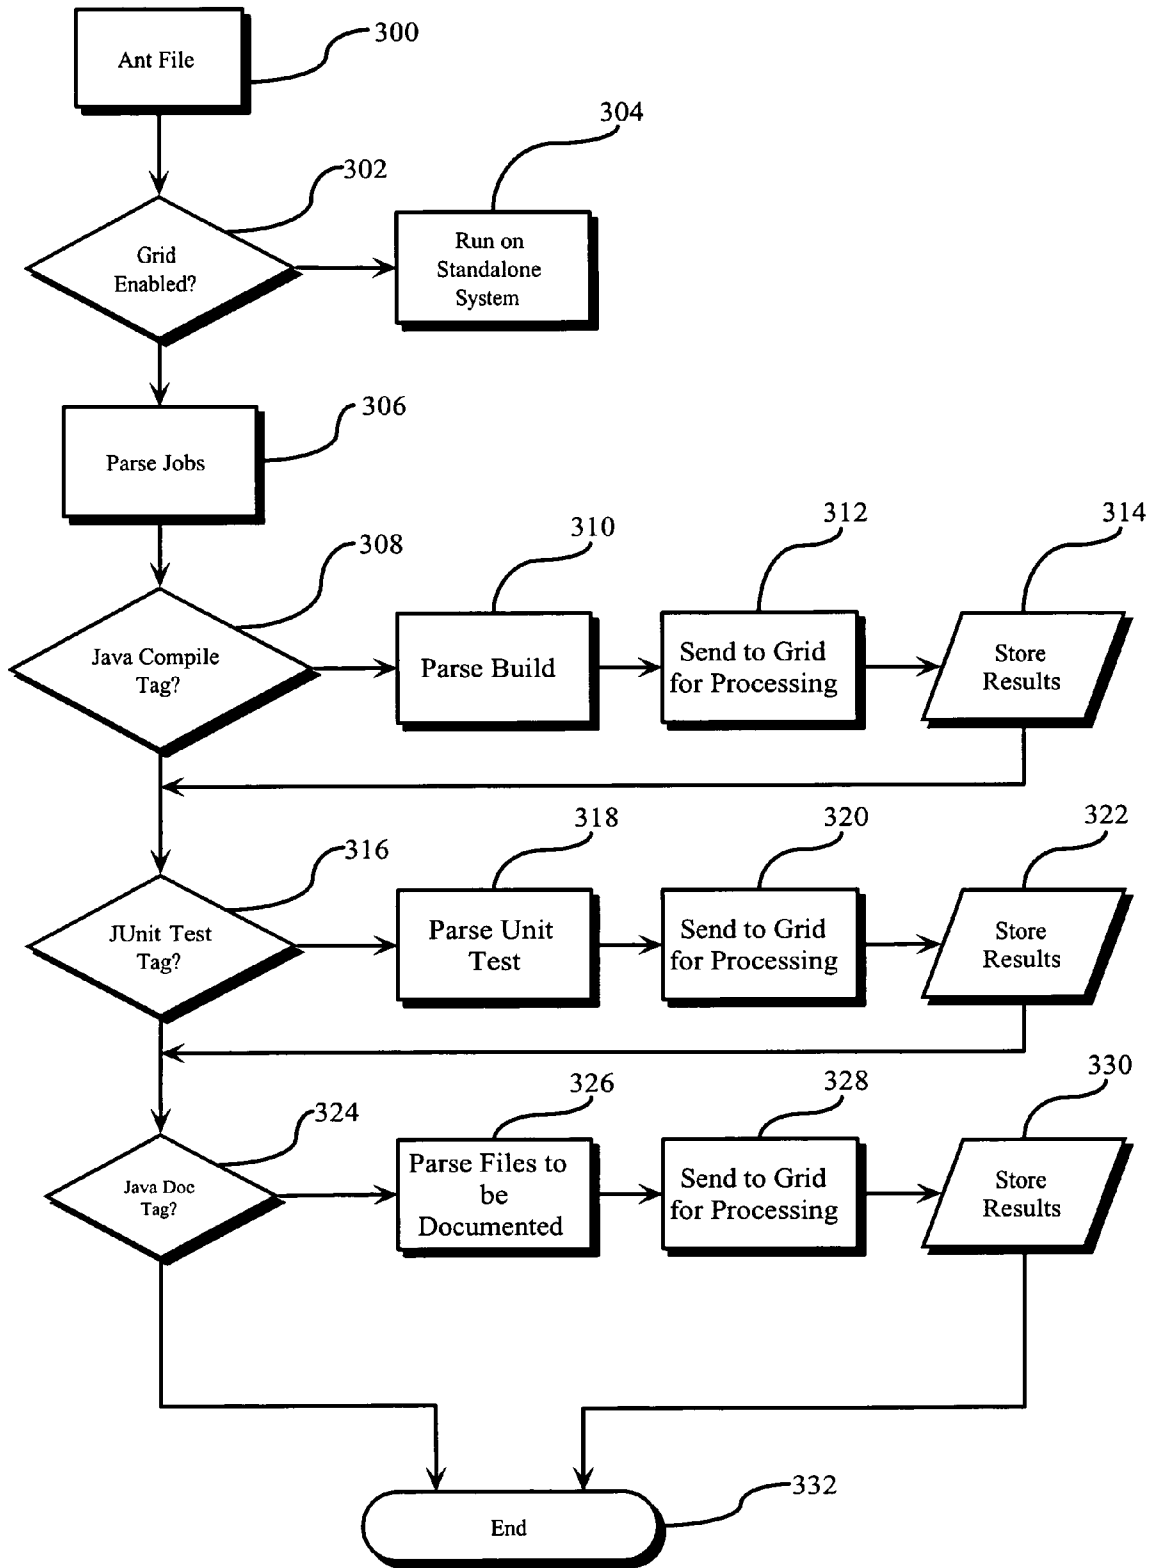 Ant File
300
304
302
Grid
Enabled?
Run on
Standalone
System
306
Parse Jobs
308
310
312
314
Java Compile
Tag?
Parse Build
Send to Grid
for Processing
Store
Results
316
318
320
322
JUnit Test
Tag?
Parse Unit
Test
Send to Grid
for Processing
Store
Results
324
326
328
330
Java Doc
Tag?
Parse Files to
be
Documented
Send to Grid
for Processing
Store
Results
332
End